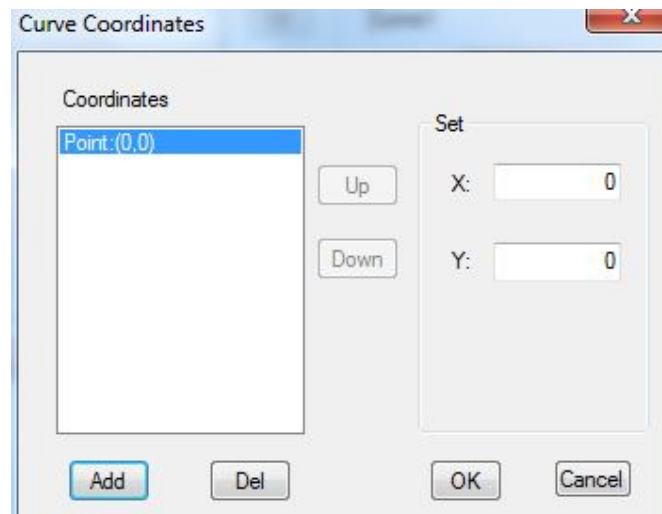 Curve Coordinates
Coordinates
Point:(0,0)
Up
Down
Set
X: 0
Y: 0
Add Del OK Cancel